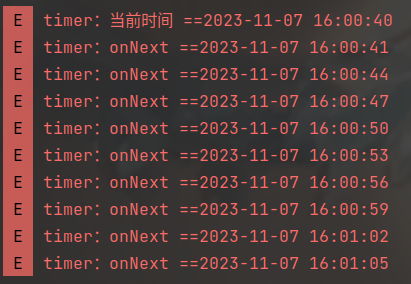 E timer: 当前时间 ==2023-11-07 16:00:40
E timer: onNext ==2023-11-07 16:00:41
E timer: onNext ==2023-11-07 16:00:44
E timer: onNext ==2023-11-07 16:00:47
E timer: onNext ==2023-11-07 16:00:50
E timer: onNext ==2023-11-07 16:00:53
E timer: onNext ==2023-11-07 16:00:56
E timer: onNext ==2023-11-07 16:00:59
E timer: onNext ==2023-11-07 16:01:02
E timer: onNext ==2023-11-07 16:01:05